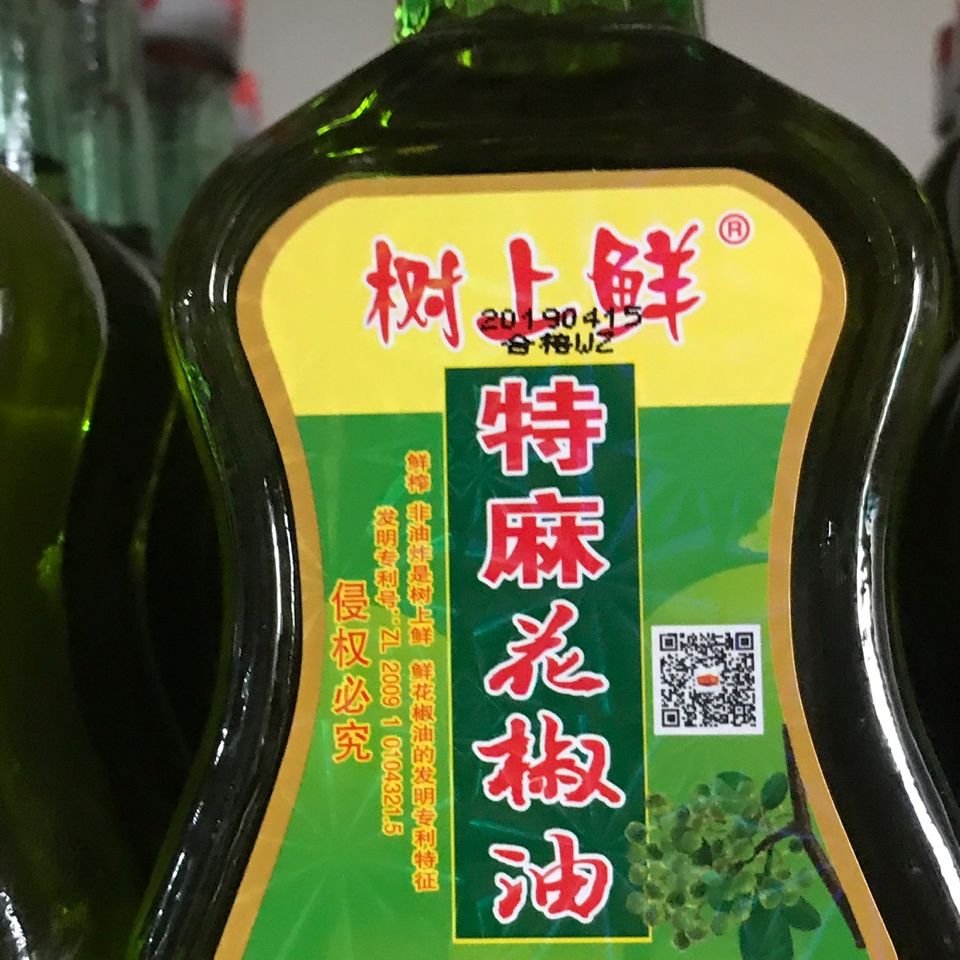 树上鲜®
20190415
合格WZ
特麻花椒油
鲜榨 非油炸是树上鲜 鲜花椒油的发明专利特征
发明专利号:ZL 2009 1 0104321.5
侵权必究